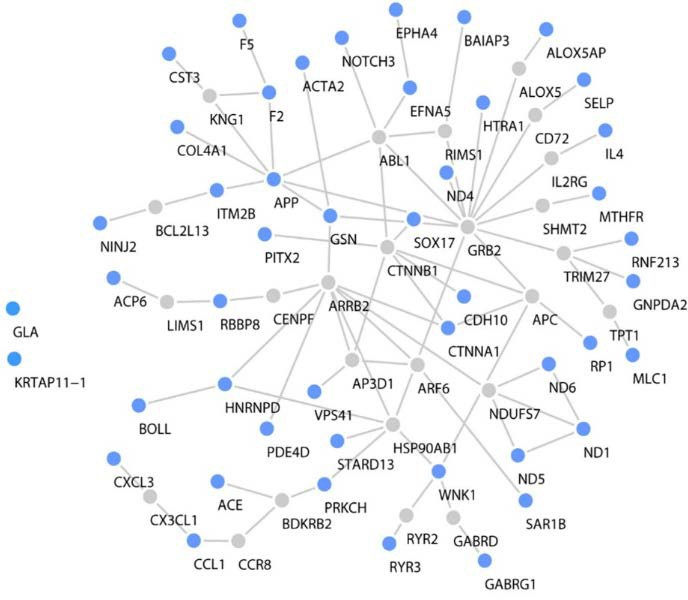 EPHA4
BAIAP3
F5
NOTCH3
ALOX5AP
CST3
ACTA2
ALOX5
SELP
KNG1
F2
EFNA5
HTRA1
CD72
COL4A1
ABL1
RIMS1
IL4
ND4
IL2RG
APP
ITM2B
SHMT2
MTHFR
BCL2L13
NINJ2
GSN
SOX17
GRB2
PITX2
CTNNB1
TRIM27
RNF213
ACP6
GNPDA2
GLA
LIMS1
RBBP8
CENPF
ARRB2
CDH10
APC
TPT1
CTNNA1
RP1
MLC1
KRTAP11−1
AP3D1
ARF6
ND6
HNRNPD
VPS41
NDUFS7
BOLL
PDE4D
HSP90AB1
ND1
STARD13
CXCL3
ND5
WNK1
ACE
PRKCH
CX3CL1
BDKRB2
SAR1B
RYR2
GABRD
CCL1
CCR8
RYR3
GABRG1